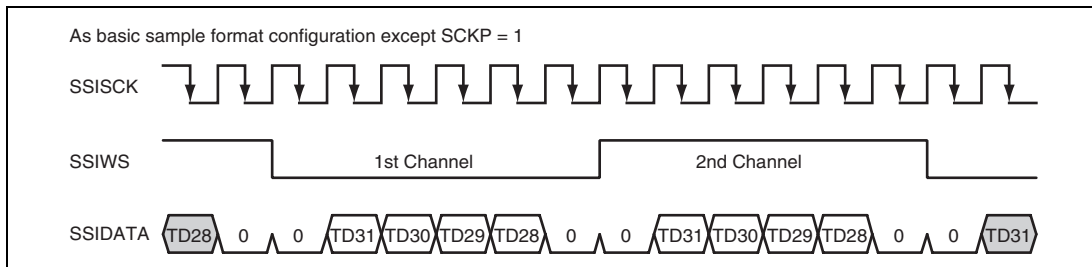 As basic sample format configuration except SCKP = 1
SSISCK
SSIWS 1st Channel 2nd Channel
SSIDATA TD28 0 0 TD31 TD30 TD29 TD28 0 0 TD31 TD30 TD29 TD28 0 0 TD31